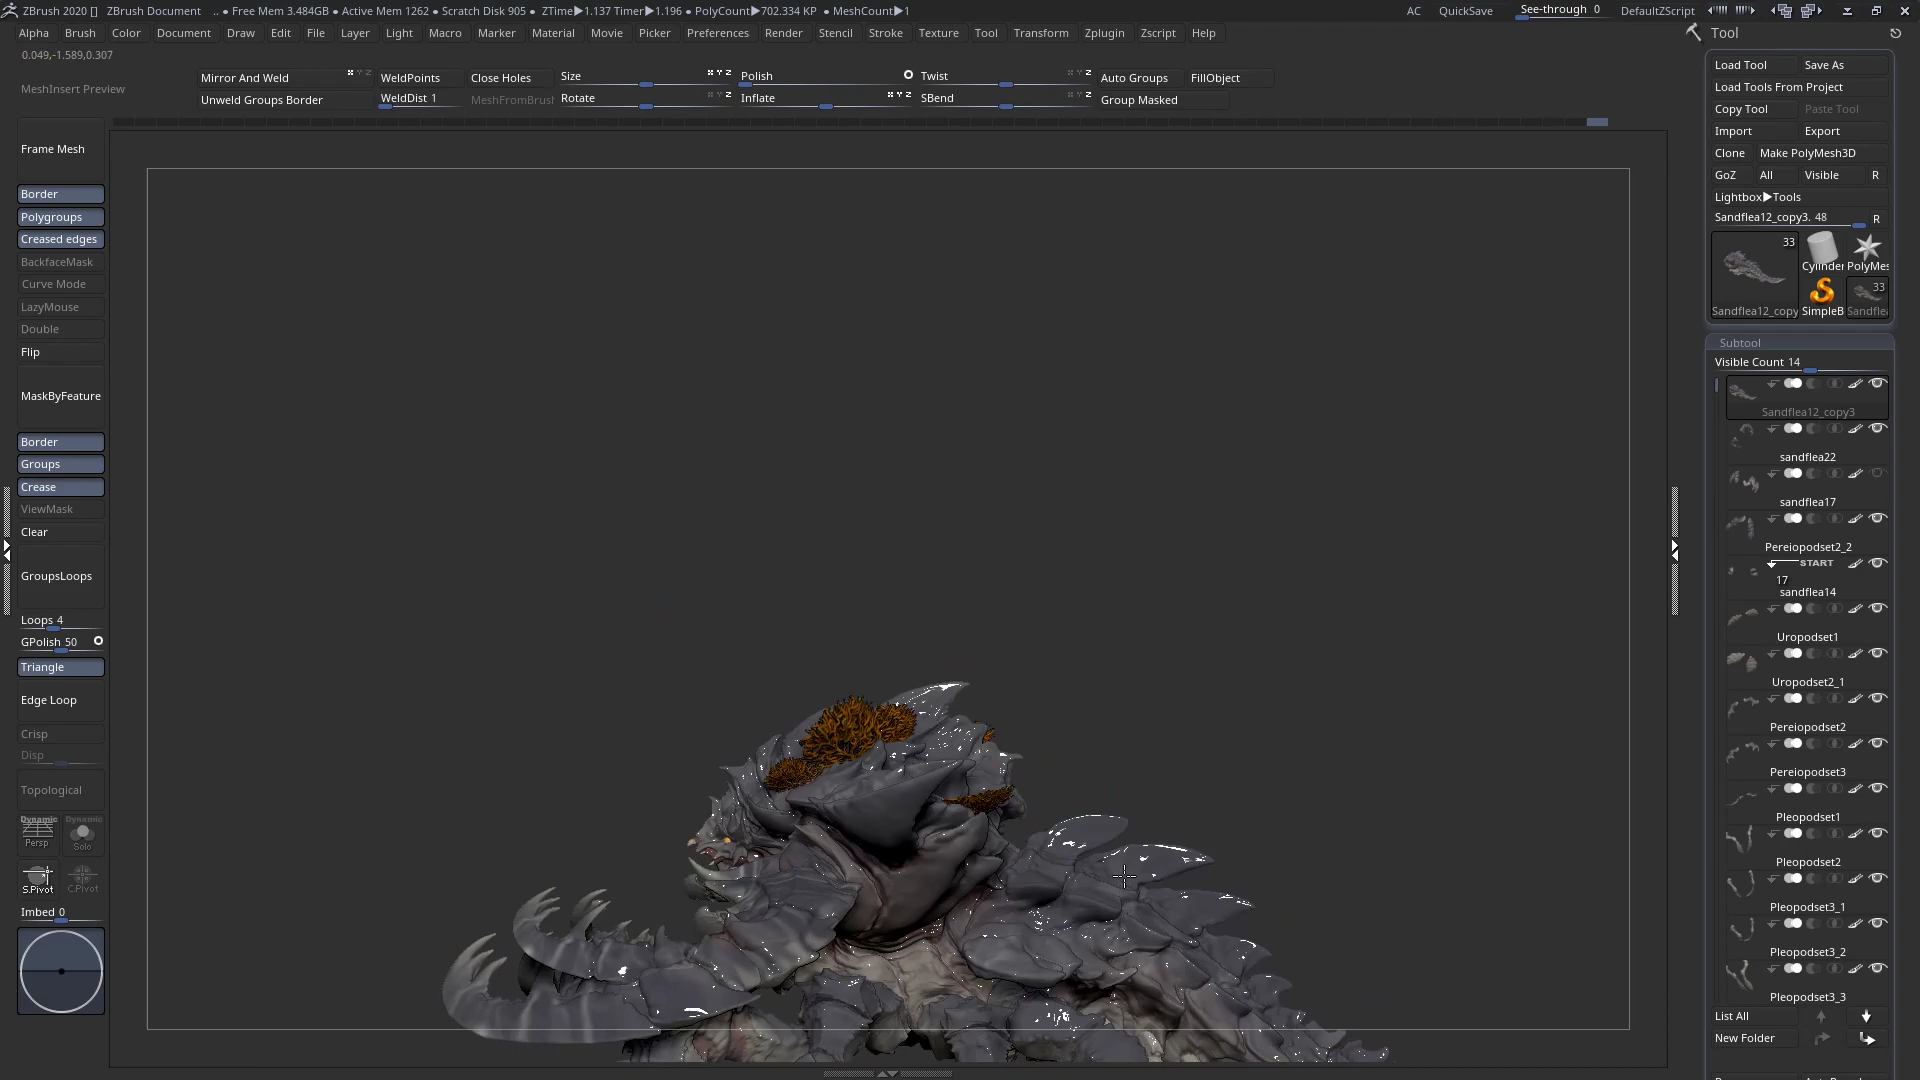 ZBrush 2020 [] ZBrush Document .. ● Free Mem 3.484GB ● Active Mem 1262 ● Scratch Disk 905 ● ZTime▶1.137 Timer▶1.196 ● PolyCount▶702.334 KP ● MeshCount▶1 AC QuickSave See-through 0 DefaultZScript
Alpha Brush Color Document Draw Edit File Layer Light Macro Marker Material Movie Picker Preferences Render Stencil Stroke Texture Tool Transform Zplugin Zscript Help
0.049,-1.589,0.307
MeshInsert Preview
Mirror And Weld WeldPoints Close Holes Size Polish Twist Auto Groups FillObject
Unweld Groups Border WeldDist 1 MeshFromBrush Rotate Inflate SBend Group Masked
Frame Mesh
Border
Polygroups
Creased edges
BackfaceMask
Curve Mode
LazyMouse
Double
Flip
MaskByFeature
Border
Groups
Crease
ViewMask
Clear
GroupsLoops
Loops 4
GPolish 50
Triangle
Edge Loop
Crisp
Disp
Topological
Dynamic Dynamic
Persp Solo
S.Pivot C.Pivot
Imbed 0
Tool
Load Tool Save As
Load Tools From Project
Copy Tool Paste Tool
Import Export
Clone Make PolyMesh3D
GoZ All Visible R
Lightbox▶Tools
Sandflea12_copy3. 48 R
33
Cylinder PolyMes
33
Sandflea12_copy SimpleB Sandflea
Subtool
Visible Count 14
Sandflea12_copy3
sandflea22
sandflea17
Pereiopodset2_2
START
17
sandflea14
Uropodset1
Uropodset2_1
Pereiopodset2
Pereiopodset3
Pleopodset1
Pleopodset2
Pleopodset3_1
Pleopodset3_2
Pleopodset3_3
List All
New Folder